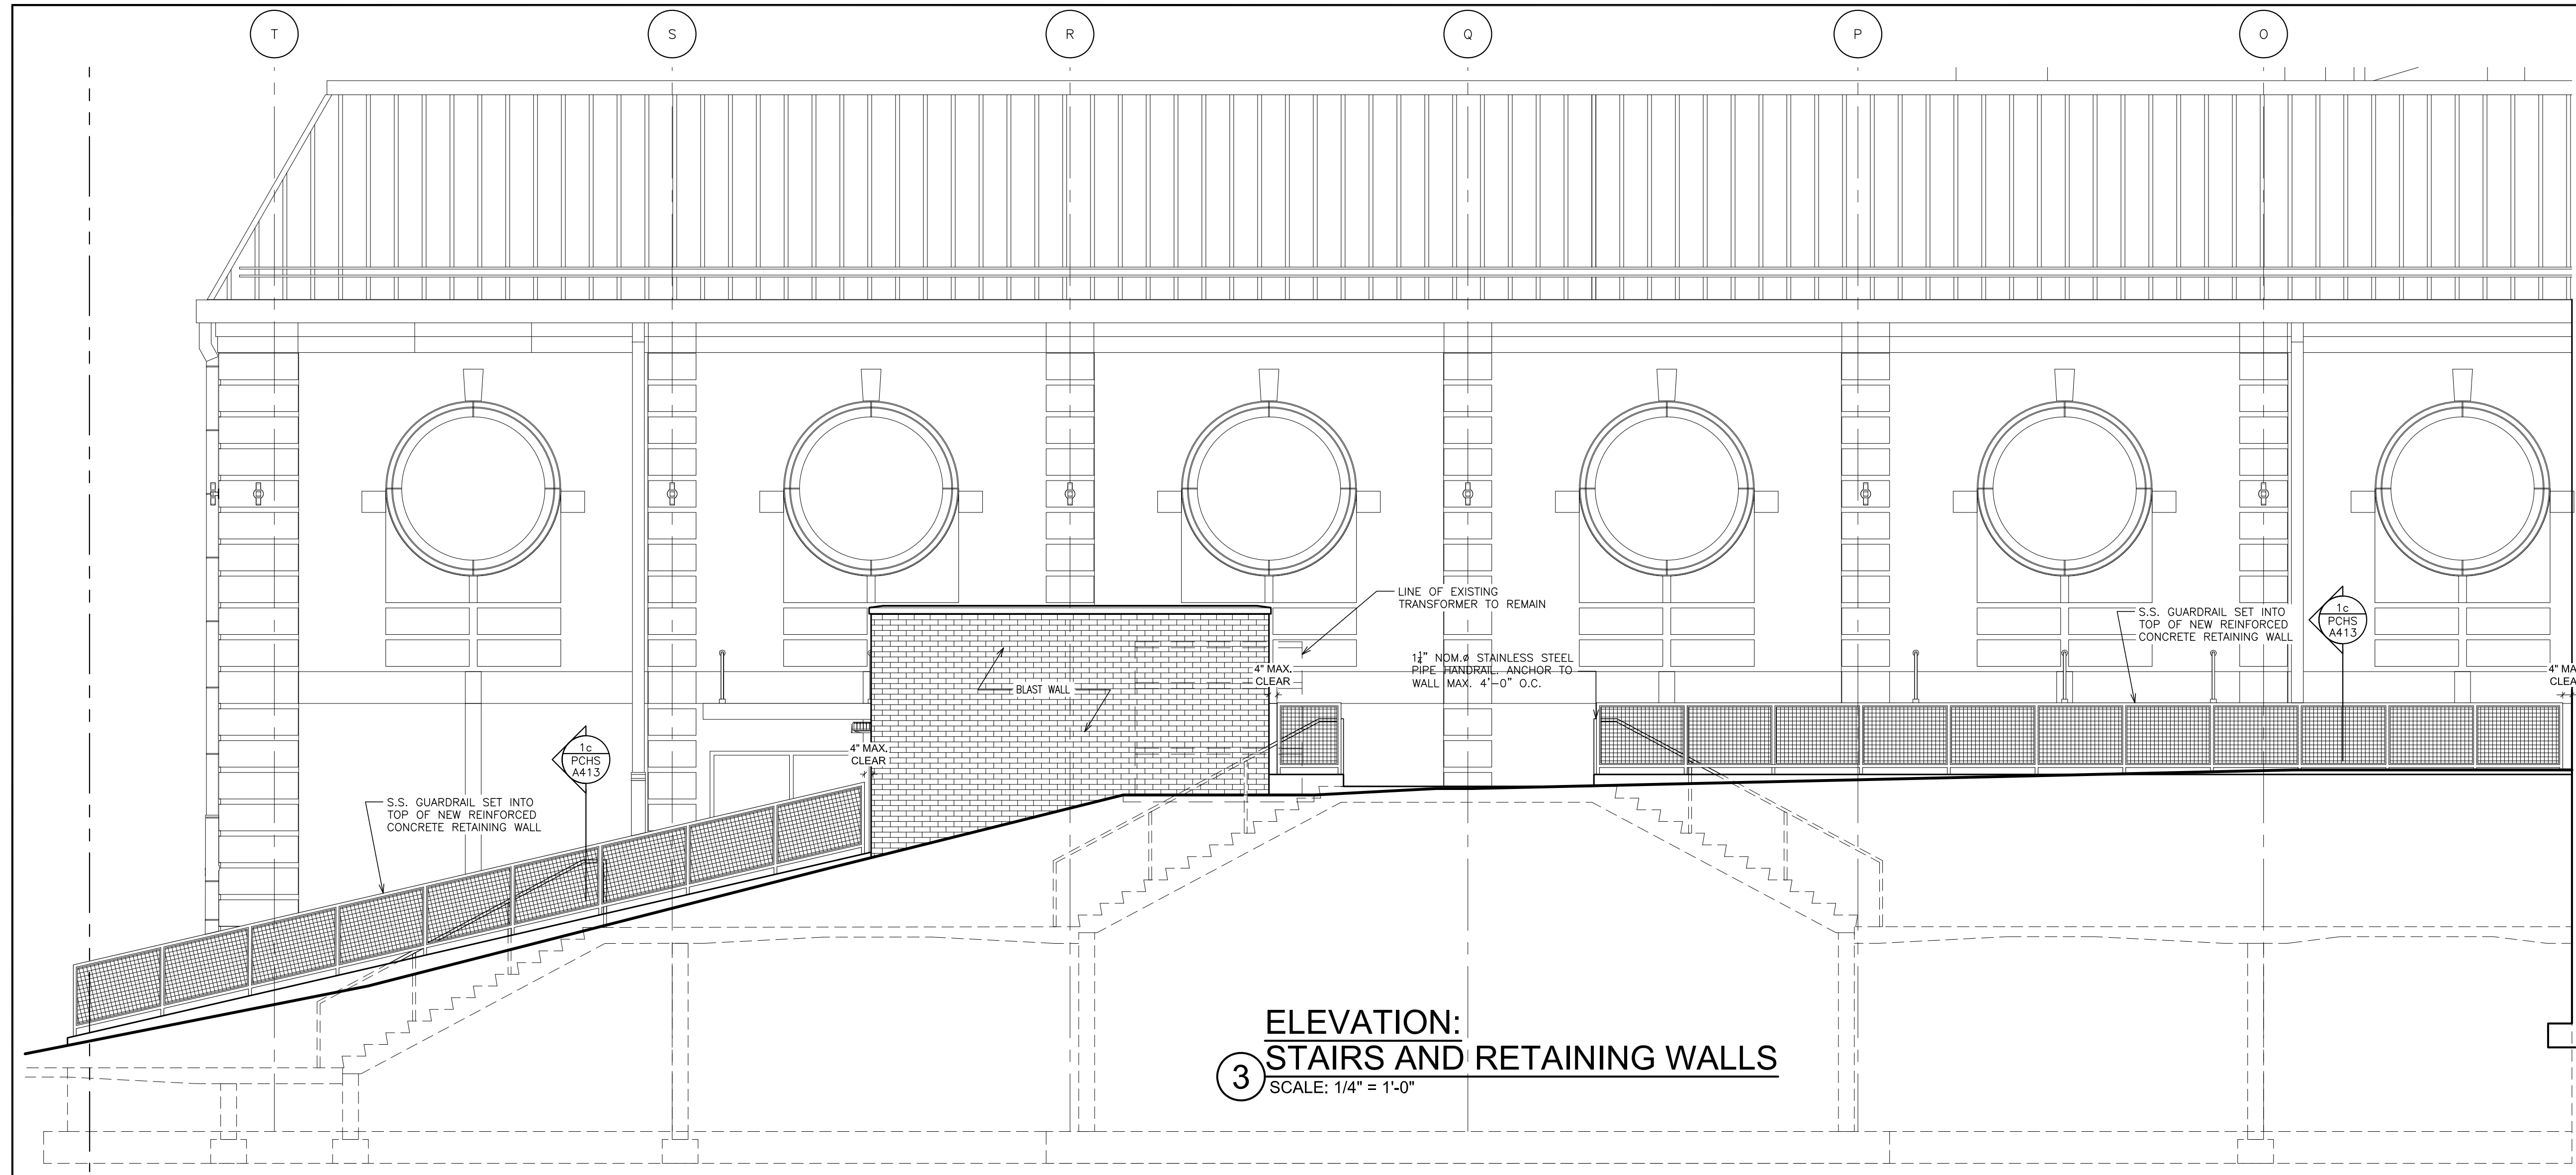 T
S
R
Q
P
O
LINE OF EXISTING
TRANSFORMER TO REMAIN
1c
PCHS
A413
S.S. GUARDRAIL SET INTO
TOP OF NEW REINFORCED
CONCRETE RETAINING WALL
1¼" NOM.ø STAINLESS STEEL
PIPE HANDRAIL. ANCHOR TO
WALL MAX. 4'-0" O.C.
4" MAX.
CLEAR
4" MA
CLEA
BLAST WALL
1c
PCHS
A413
4" MAX.
CLEAR
S.S. GUARDRAIL SET INTO
TOP OF NEW REINFORCED
CONCRETE RETAINING WALL
ELEVATION:
STAIRS AND RETAINING WALLS
3
SCALE: 1/4" = 1'-0"